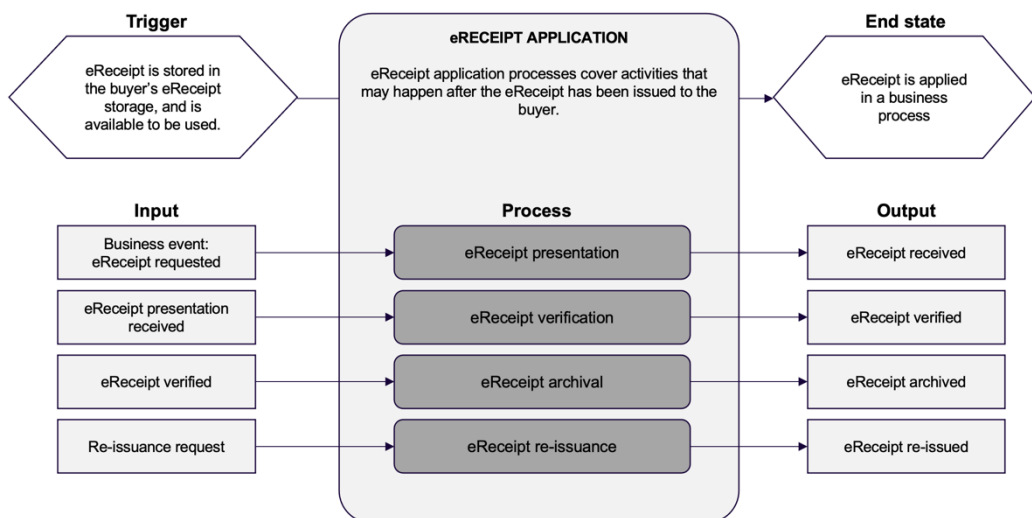 Trigger
eReceipt is stored in
the buyer's eReceipt
storage, and is
available to be used.
eRECEIPT APPLICATION
eReceipt application processes cover activities that
may happen after the eReceipt has been issued to the
buyer.
End state
eReceipt is applied
in a business
process
Input
Process
Output
Business event:
eReceipt requested
eReceipt presentation
eReceipt received
eReceipt presentation
received
eReceipt verification
eReceipt verified
eReceipt verified
eReceipt archival
eReceipt archived
Re-issuance request
eReceipt re-issuance
eReceipt re-issued